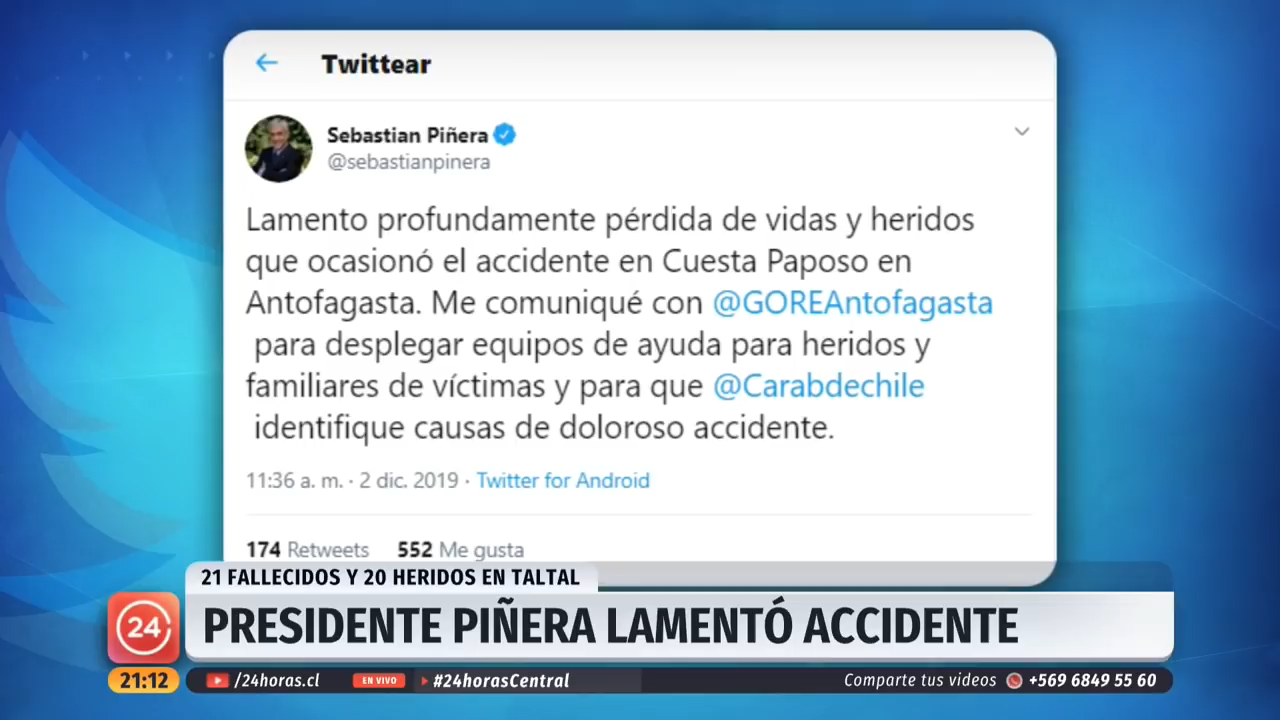 Twittear
Sebastian Piñera
@sebastianpinera
Lamento profundamente pérdida de vidas y heridos
que ocasionó el accidente en Cuesta Paposo en
Antofagasta. Me comuniqué con @GOREAntofagasta
para desplegar equipos de ayuda para heridos y
familiares de víctimas y para que @Carabdechile
identifique causas de doloroso accidente.
11:36 a. m. · 2 dic. 2019 · Twitter for Android
174 Retweets 552 Me gusta
21 FALLECIDOS Y 20 HERIDOS EN TALTAL
24
PRESIDENTE PIÑERA LAMENTÓ ACCIDENTE
21:12 /24horas.cl EN VIVO #24horasCentral Comparte tus videos +569 6849 55 60